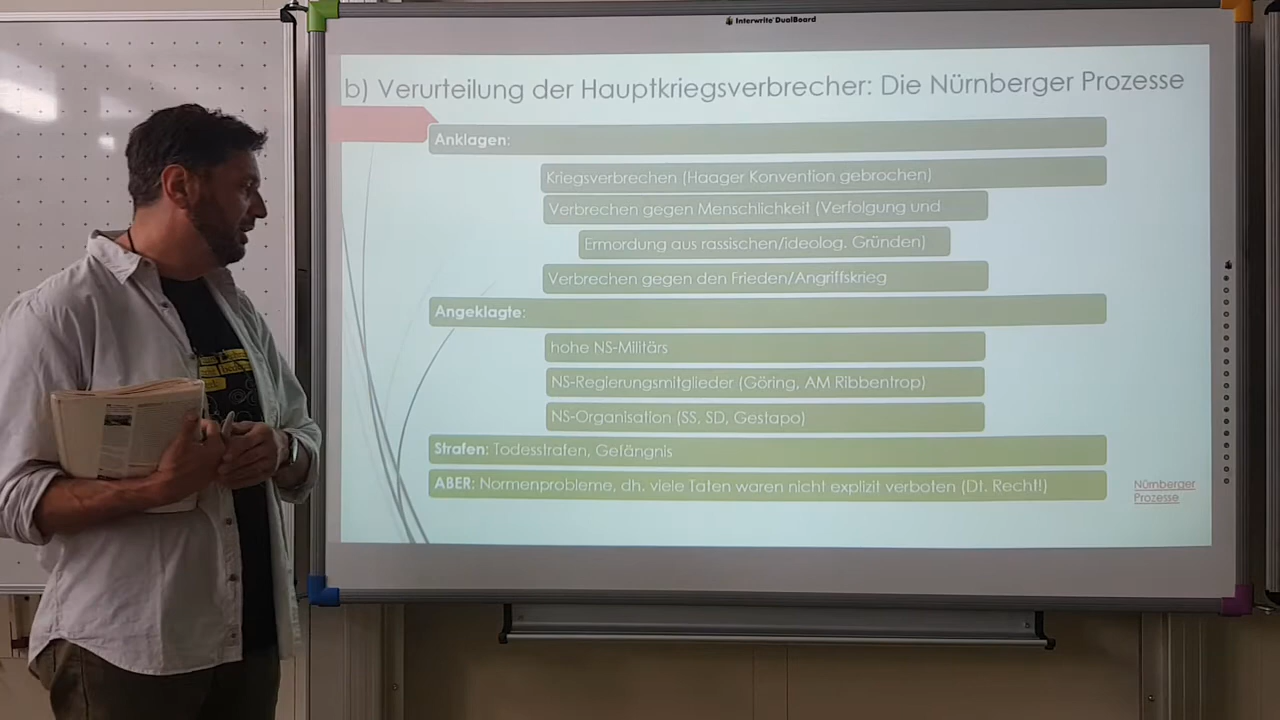 Interwrite DualBoard
b) Verurteilung der Hauptkriegsverbrecher: Die Nürnberger Prozesse
Anklagen:
Kriegsverbrechen (Haager Konvention gebrochen)
Verbrechen gegen Menschlichkeit (Verfolgung und
Ermordung aus rassischen/ideolog. Gründen)
Verbrechen gegen den Frieden/Angriffskrieg
Angeklagte:
hohe NS-Militärs
NS-Regierungsmitglieder (Göring, AM Ribbentrop)
NS-Organisation (SS, SD, Gestapo)
Strafen: Todesstrafen, Gefängnis
ABER: Normenprobleme, dh. viele Taten waren nicht explizit verboten (Dt. Recht!)
Nürnberger
Prozesse